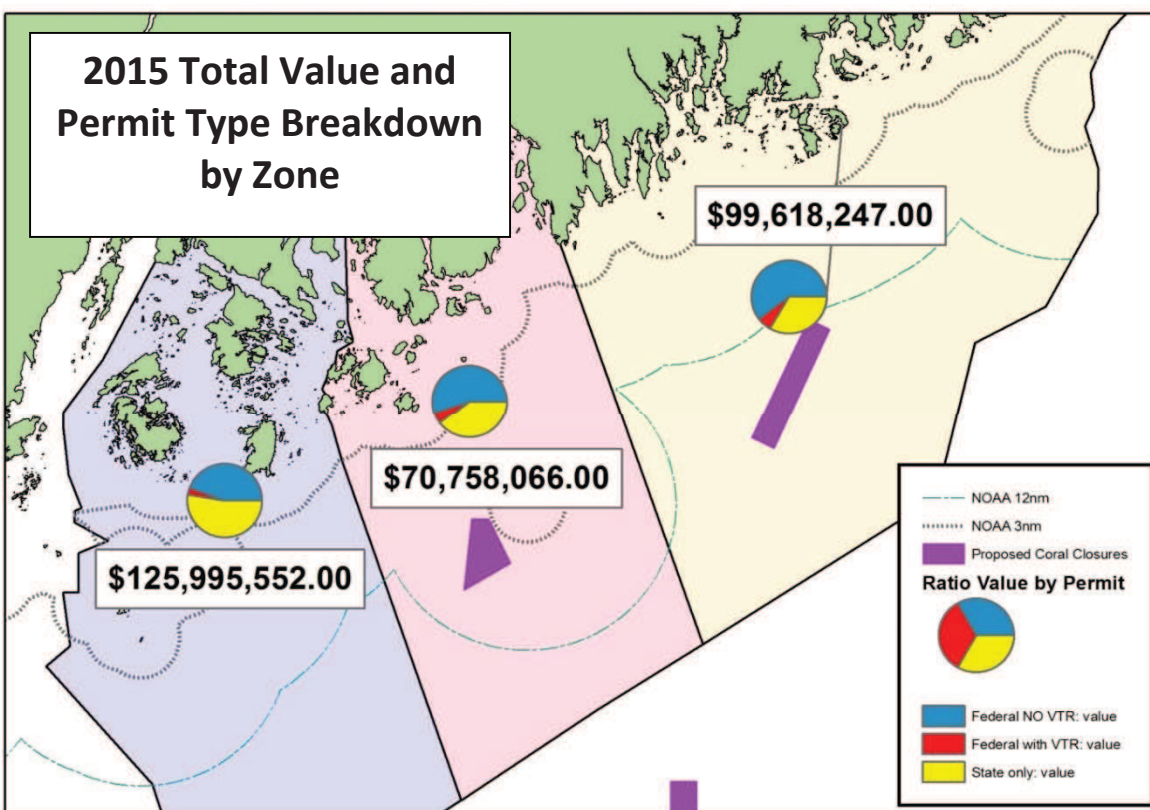 2015 Total Value and
Permit Type Breakdown
by Zone
$99,618,247.00
$70,758,066.00
$125,995,552.00
NOAA 12nm
NOAA 3nm
Proposed Coral Closures
Ratio Value by Permit
Federal NO VTR: value
Federal with VTR: value
State only: value